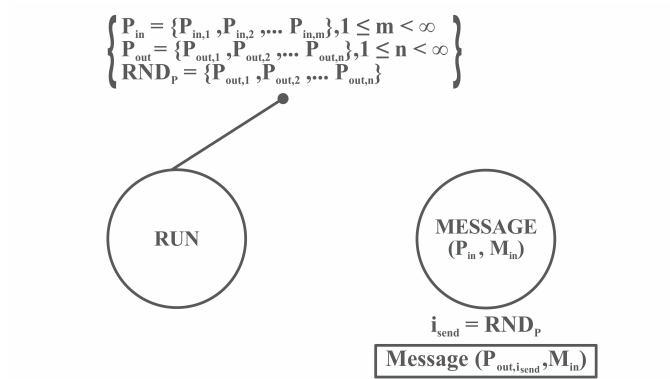 P_in = {P_in,1 ,P_in,2 ,... P_in,m},1 ≤ m < ∞
P_out = {P_out,1 ,P_out,2 ,... P_out,n},1 ≤ n < ∞
RND_P = {P_out,1 ,P_out,2 ,... P_out,n}
RUN
MESSAGE
(P_in , M_in)
i_send = RND_P
Message (P_out,i_send ,M_in)